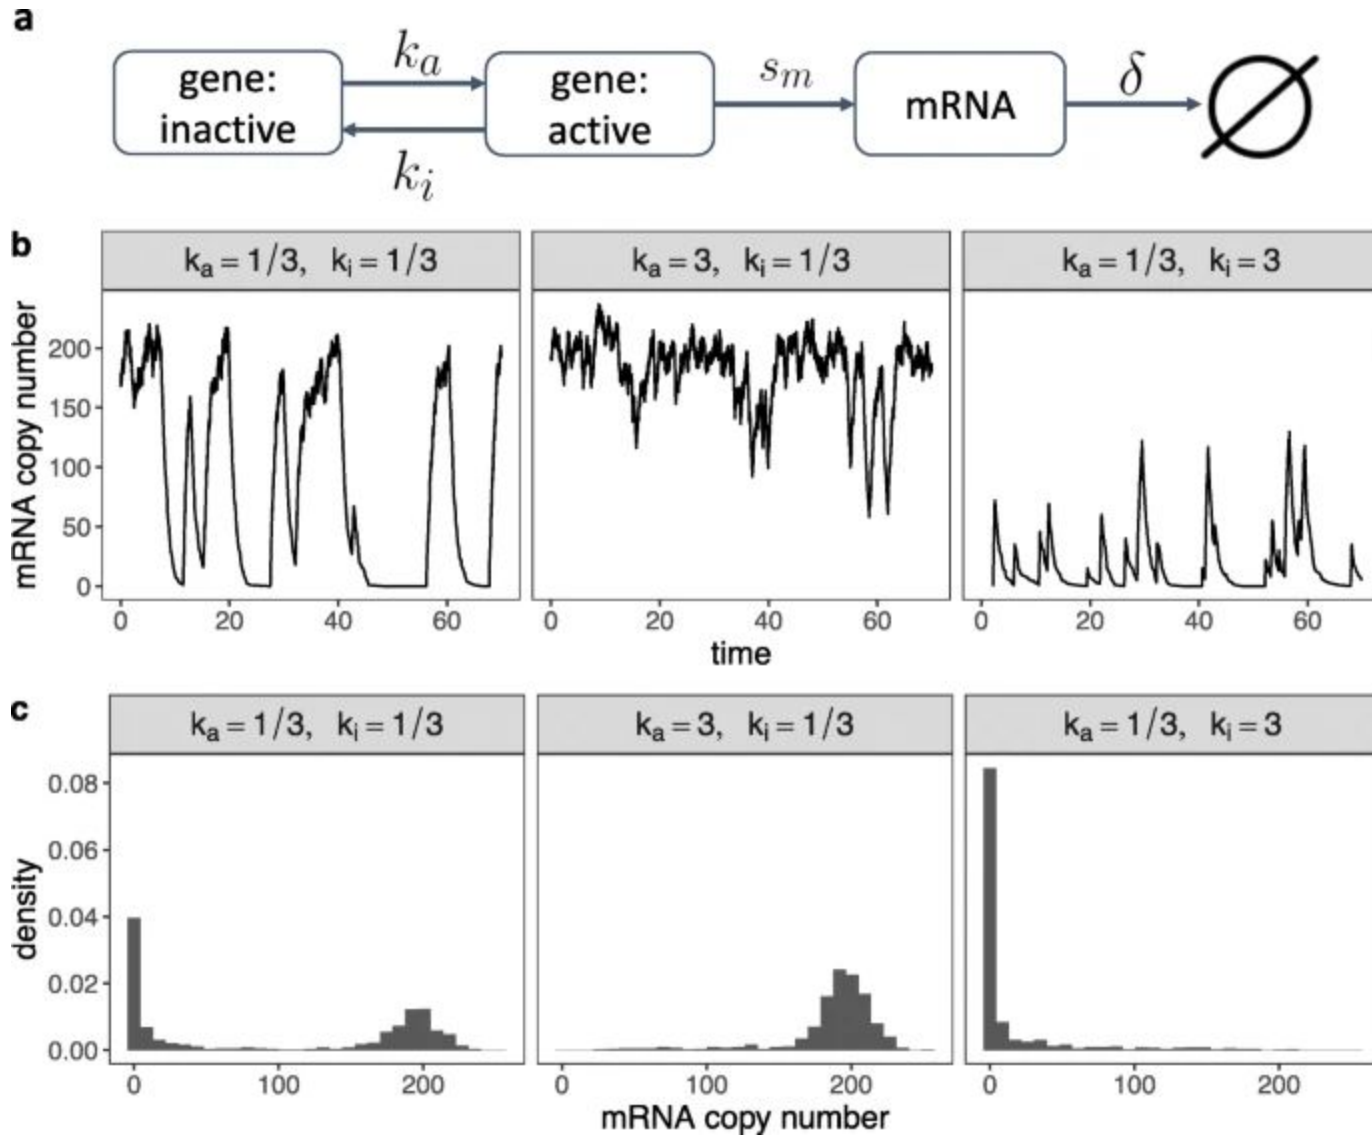 a
gene: inactive
k_a
k_i
gene: active
s_m
mRNA
δ
∅
b
k_a = 1/3, k_i = 1/3
k_a = 3, k_i = 1/3
k_a = 1/3, k_i = 3
mRNA copy number
200
150
100
50
0
0 20 40 60
0 20 40 60
0 20 40 60
time
c
k_a = 1/3, k_i = 1/3
k_a = 3, k_i = 1/3
k_a = 1/3, k_i = 3
density
0.08
0.06
0.04
0.02
0.00
0 100 200
0 100 200
0 100 200
mRNA copy number